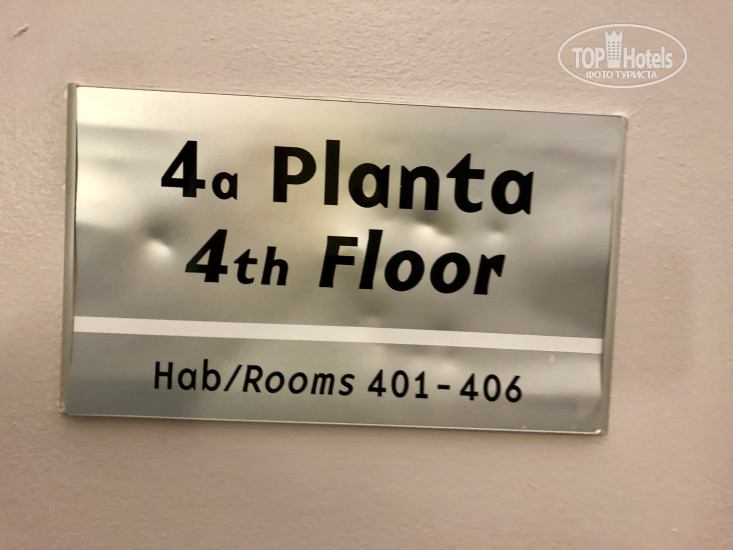 TOP Hotels
ФОТО ТУРИСТА
4a Planta
4th Floor
Hab/Rooms 401-406